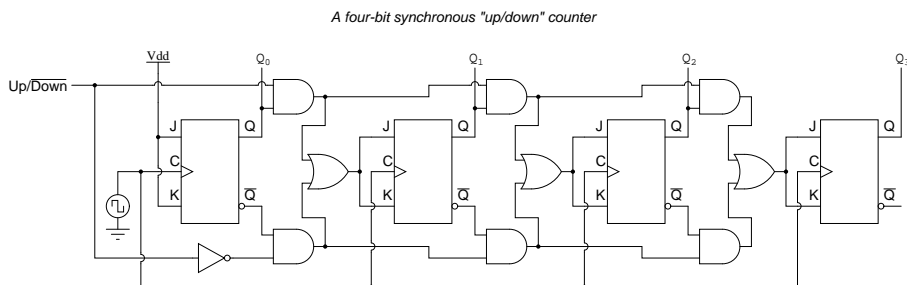 A four-bit synchronous "up/down" counter
Vdd
Q0
Q1
Q2
Q3
Up/Down
J
Q
J
Q
J
Q
J
Q
C
C
C
C
K
Q
K
Q
K
Q
K
Q